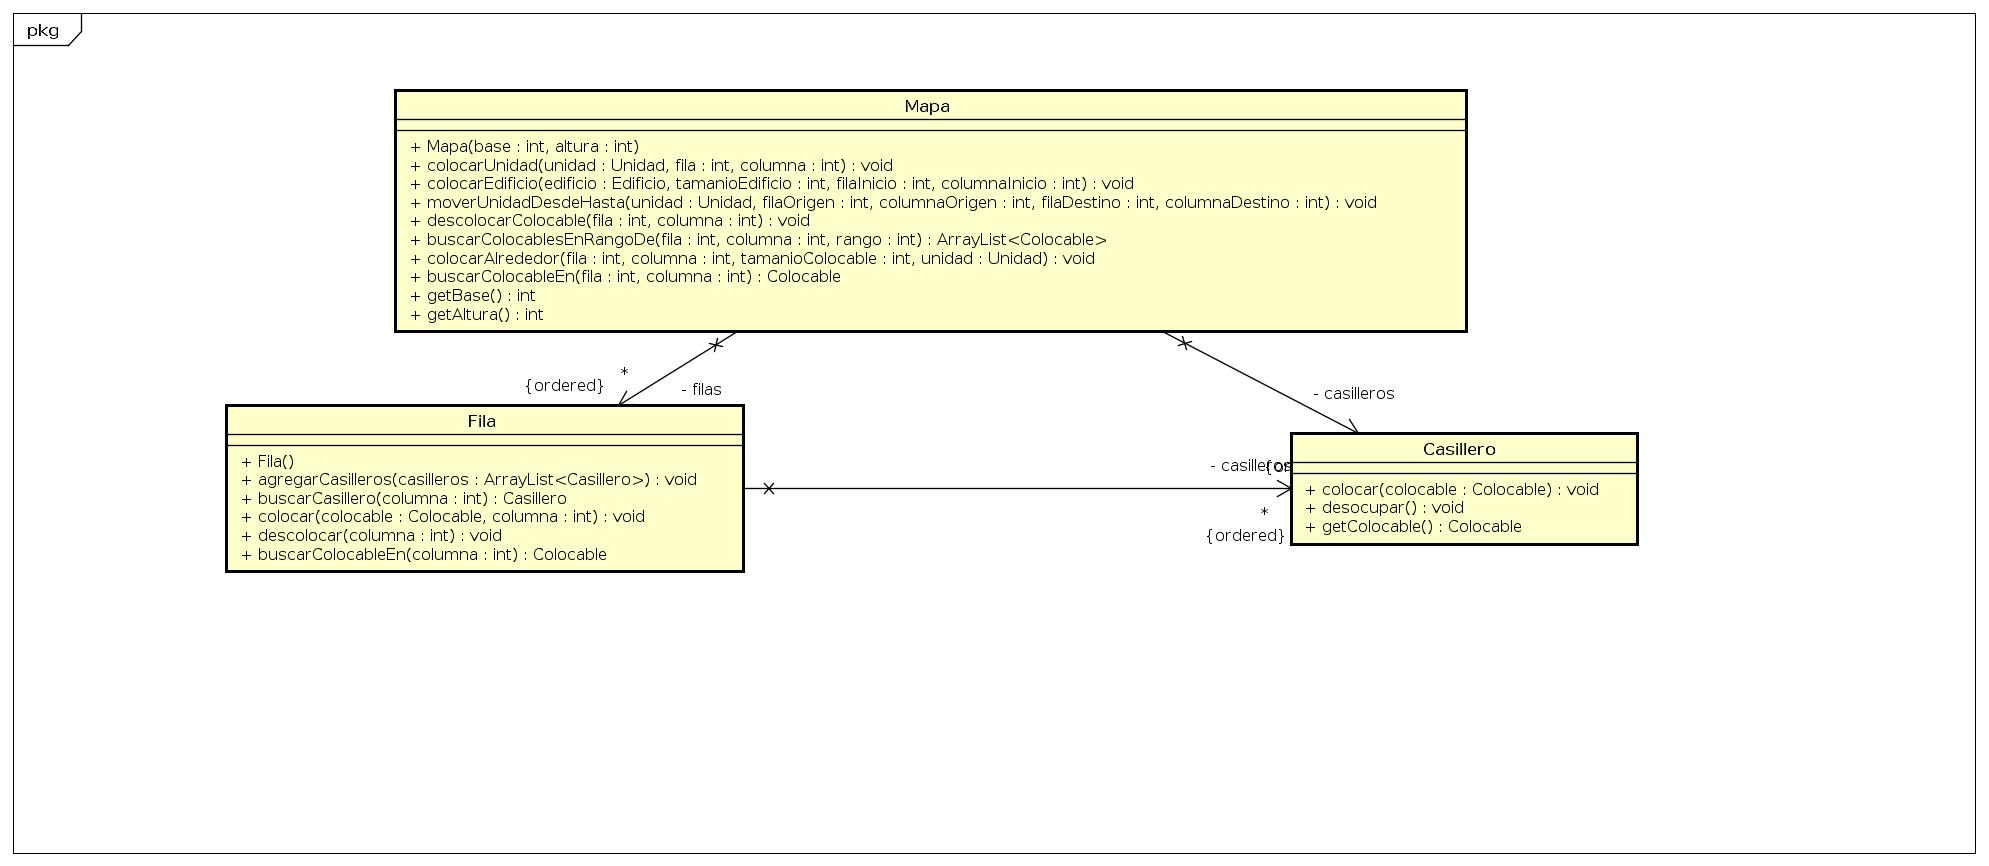 pkg
Mapa
+ Mapa(base : int, altura : int)
+ colocarUnidad(unidad : Unidad, fila : int, columna : int) : void
+ colocarEdificio(edificio : Edificio, tamanioEdificio : int, filaInicio : int, columnaInicio : int) : void
+ moverUnidadDesdeHasta(unidad : Unidad, filaOrigen : int, columnaOrigen : int, filaDestino : int, columnaDestino : int) : void
+ descolocarColocable(fila : int, columna : int) : void
+ buscarColocablesEnRangoDe(fila : int, columna : int, rango : int) : ArrayList<Colocable>
+ colocarAlrededor(fila : int, columna : int, tamanioColocable : int, unidad : Unidad) : void
+ buscarColocableEn(fila : int, columna : int) : Colocable
+ getBase() : int
+ getAltura() : int
*
{ordered}
- filas
- casilleros
Fila
+ Fila()
+ agregarCasilleros(casilleros : ArrayList<Casillero>) : void
+ buscarCasillero(columna : int) : Casillero
+ colocar(colocable : Colocable, columna : int) : void
+ descolocar(columna : int) : void
+ buscarColocableEn(columna : int) : Colocable
- casilleros
*
{ordered}
Casillero
+ colocar(colocable : Colocable) : void
+ desocupar() : void
+ getColocable() : Colocable